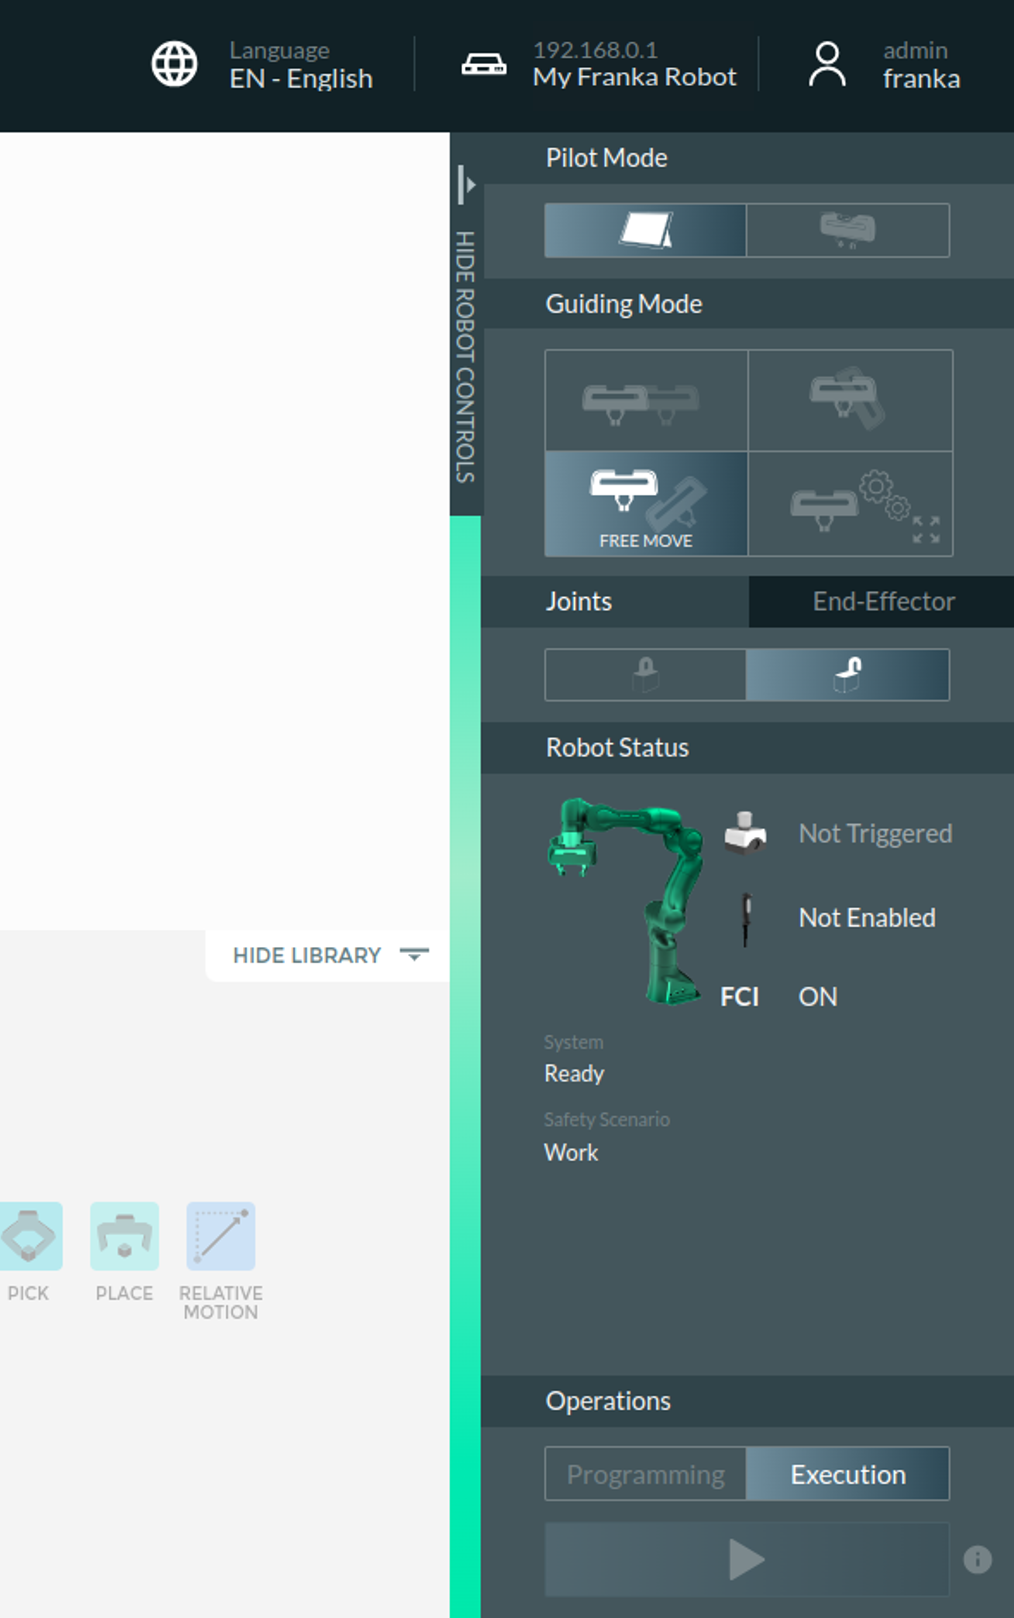 Language
EN - English
192.168.0.1
My Franka Robot
admin
franka
HIDE ROBOT CONTROLS
Pilot Mode
Guiding Mode
FREE MOVE
Joints
End-Effector
Robot Status
Not Triggered
Not Enabled
FCI ON
System
Ready
Safety Scenario
Work
HIDE LIBRARY
PICK
PLACE
RELATIVE
MOTION
Operations
Programming
Execution